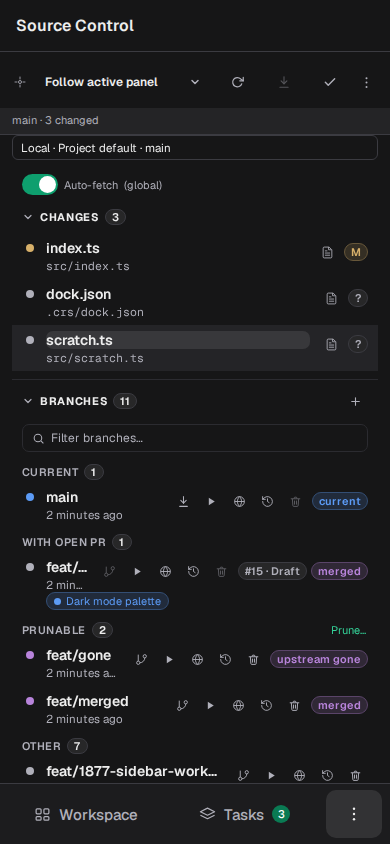 Source Control
Follow active panel
main · 3 changed
Local · Project default · main
Auto-fetch (global)
CHANGES 3
index.ts
src/index.ts
M
dock.json
.crs/dock.json
?
scratch.ts
src/scratch.ts
?
BRANCHES 11
Filter branches…
CURRENT 1
main
2 minutes ago
current
WITH OPEN PR 1
feat/…
2 min…
#15 · Draft
merged
Dark mode palette
PRUNABLE 2
Prune…
feat/gone
2 minutes a…
upstream gone
feat/merged
2 minutes ago
merged
OTHER 7
feat/1877-sidebar-work…
Workspace
Tasks 3